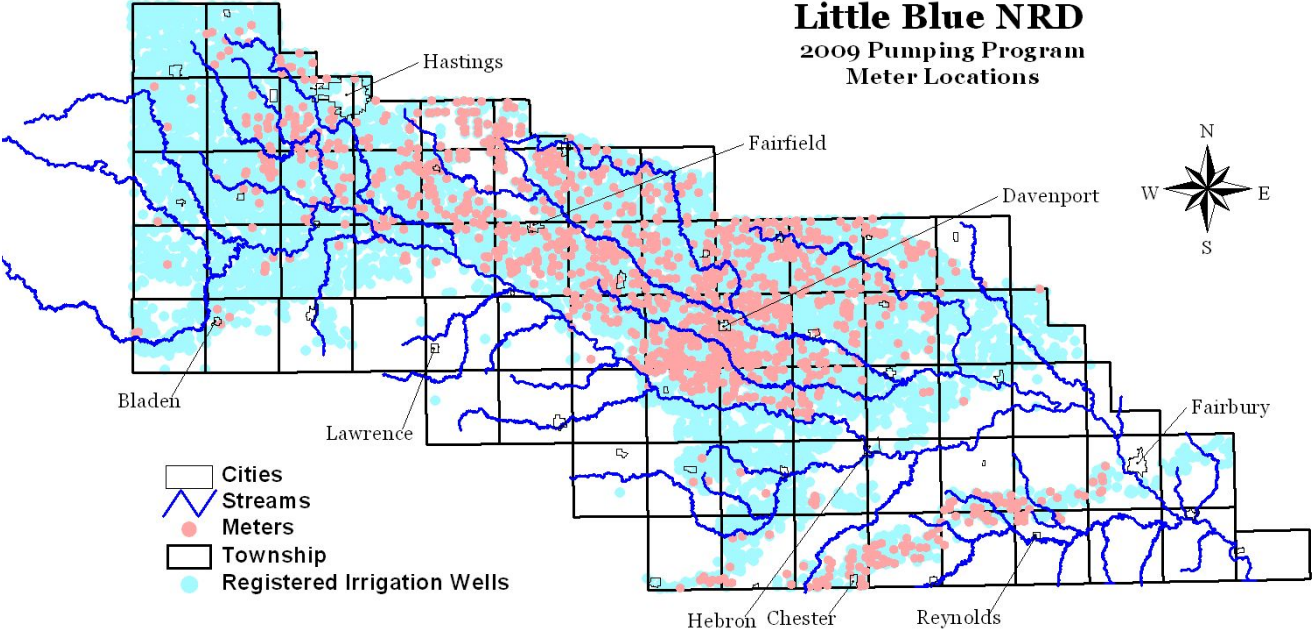 Little Blue NRD
2009 Pumping Program
Meter Locations
Hastings
Fairfield
Davenport
N
W E
S
Bladen
Lawrence
Fairbury
Cities
Streams
Meters
Township
Registered Irrigation Wells
Hebron Chester Reynolds